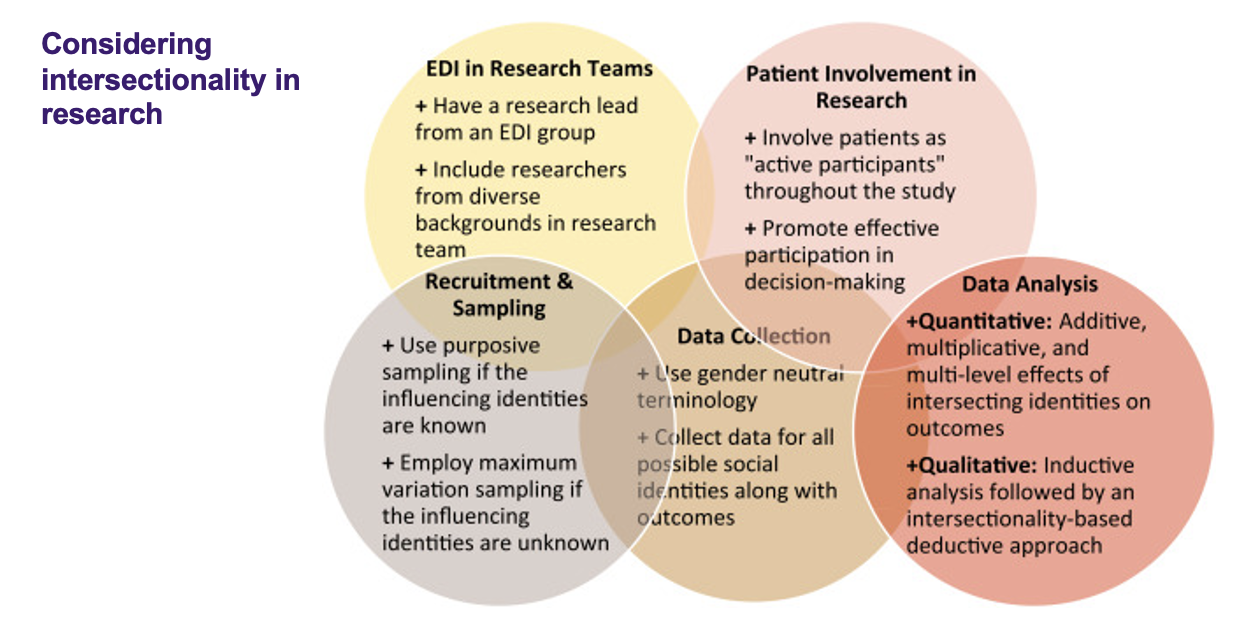 Considering
intersectionality in
research
EDI in Research Teams
+ Have a research lead
from an EDI group
+ Include researchers
from diverse
backgrounds in research
team
Patient Involvement in
Research
+ Involve patients as
"active participants"
throughout the study
+ Promote effective
participation in
decision-making
Recruitment &
Sampling
+ Use purposive
sampling if the
influencing identities
are known
+ Employ maximum
variation sampling if
the influencing
identities are unknown
Data Collection
+ Use gender neutral
terminology
+ Collect data for all
possible social
identities along with
outcomes
Data Analysis
+Quantitative: Additive,
multiplicative, and
multi-level effects of
intersecting identities on
outcomes
+Qualitative: Inductive
analysis followed by an
intersectionality-based
deductive approach